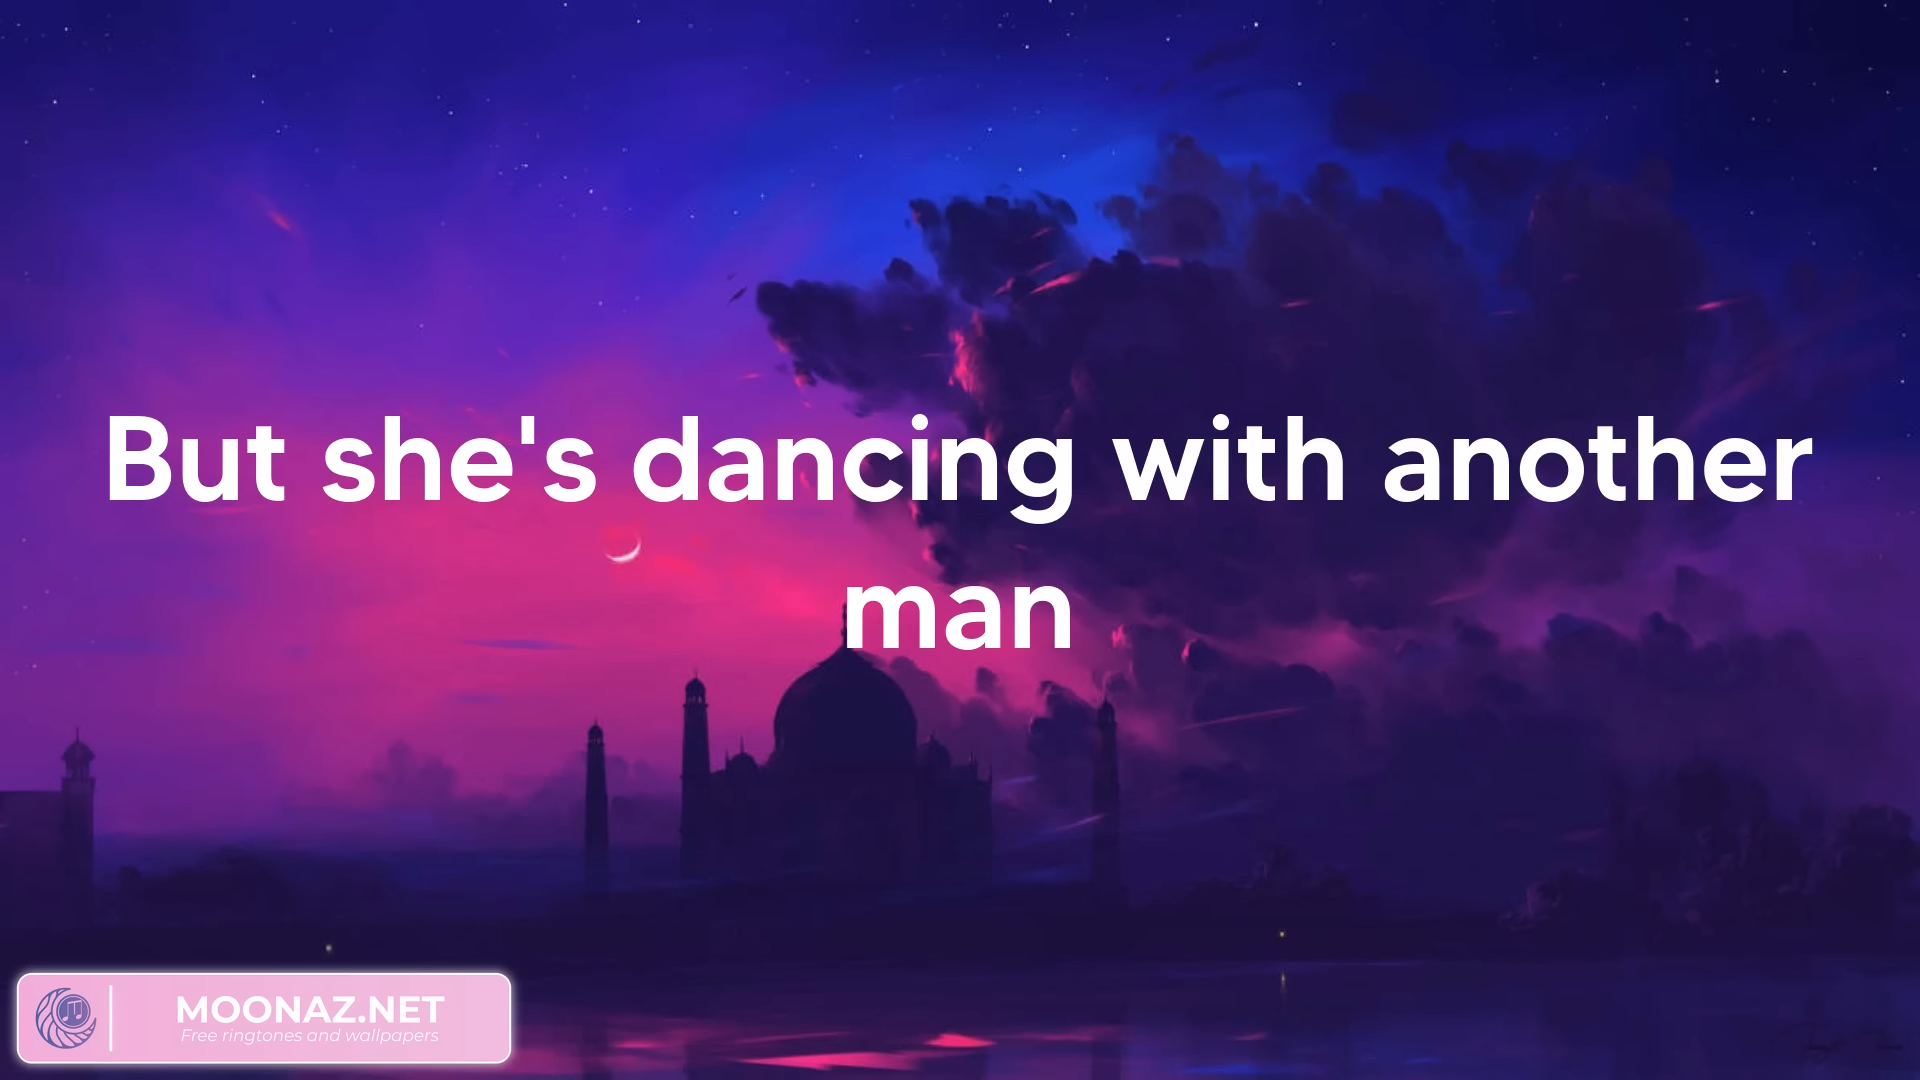 But she's dancing with another
man
MOONAZ.NET
Free ringtones and wallpapers